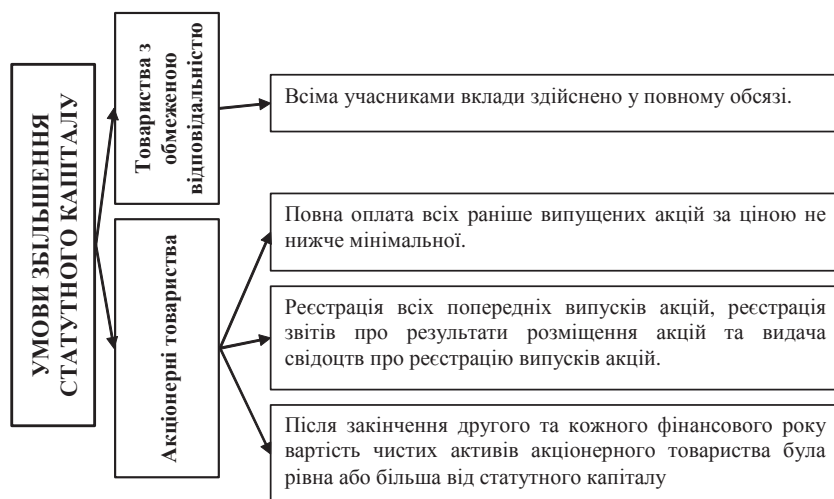 УМОВИ ЗБІЛЬШЕННЯ
СТАТУТНОГО КАПІТАЛУ
Товариства з
обмеженою
відповідальністю
Всіма учасниками вклади здійснено у повному обсязі.
Акціонерні товариства
Повна оплата всіх раніше випущених акцій за ціною не
нижче мінімальної.
Реєстрація всіх попередніх випусків акцій, реєстрація
звітів про результати розміщення акцій та видача
свідоцтв про реєстрацію випусків акцій.
Після закінчення другого та кожного фінансового року
вартість чистих активів акціонерного товариства була
рівна або більша від статутного капіталу